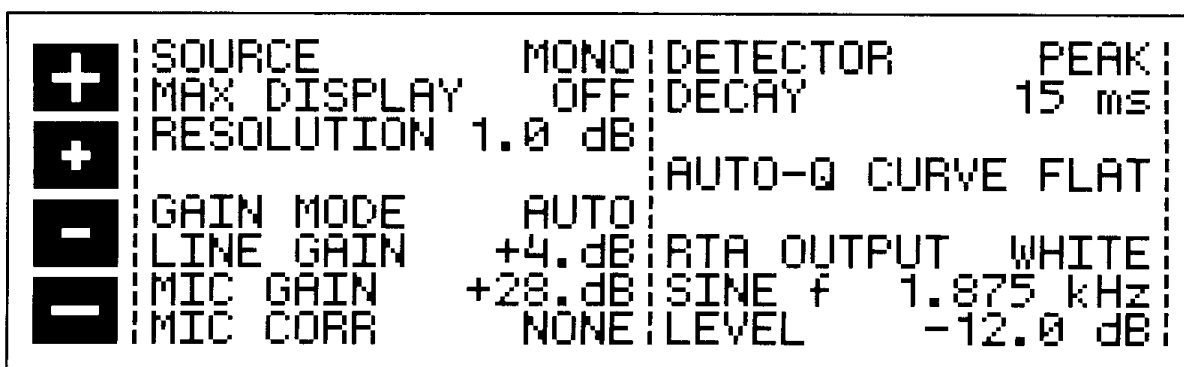 SOURCE MONO
MAX DISPLAY OFF
RESOLUTION 1.0 dB
GAIN MODE AUTO
LINE GAIN +4.dB
MIC GAIN +28.dB
MIC CORR NONE
DETECTOR PEAK
DECAY 15 ms
AUTO-Q CURVE FLAT
RTA OUTPUT WHITE
SINE f 1.875 kHz
LEVEL -12.0 dB